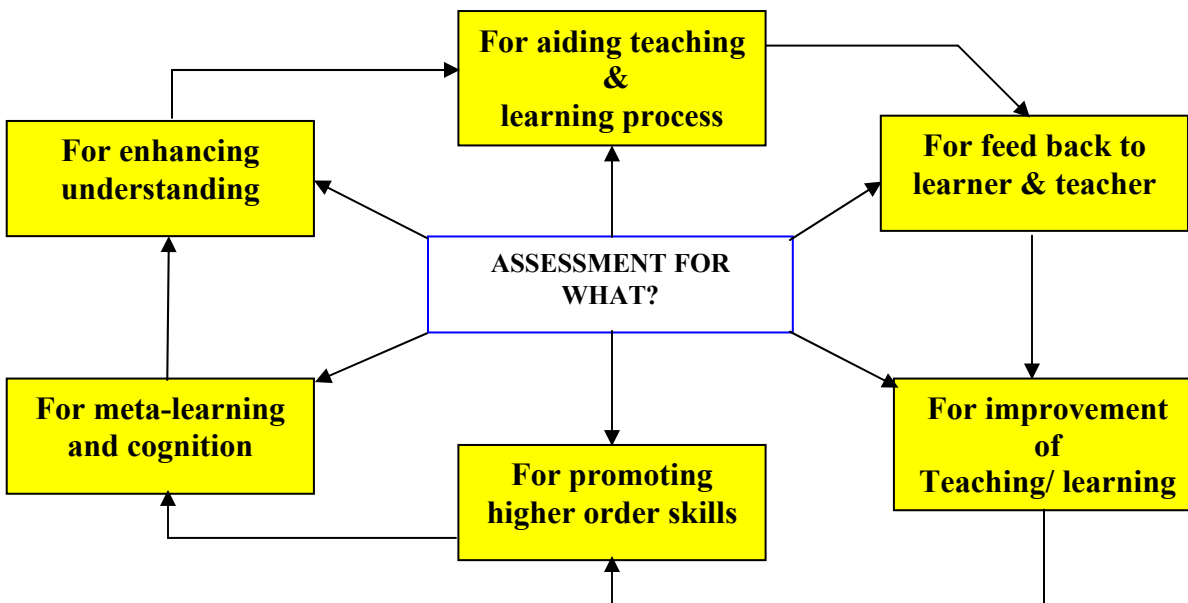 For aiding teaching
&
learning process
For enhancing
understanding
For feed back to
learner & teacher
ASSESSMENT FOR
WHAT?
For meta-learning
and cognition
For improvement
of
Teaching/ learning
For promoting
higher order skills